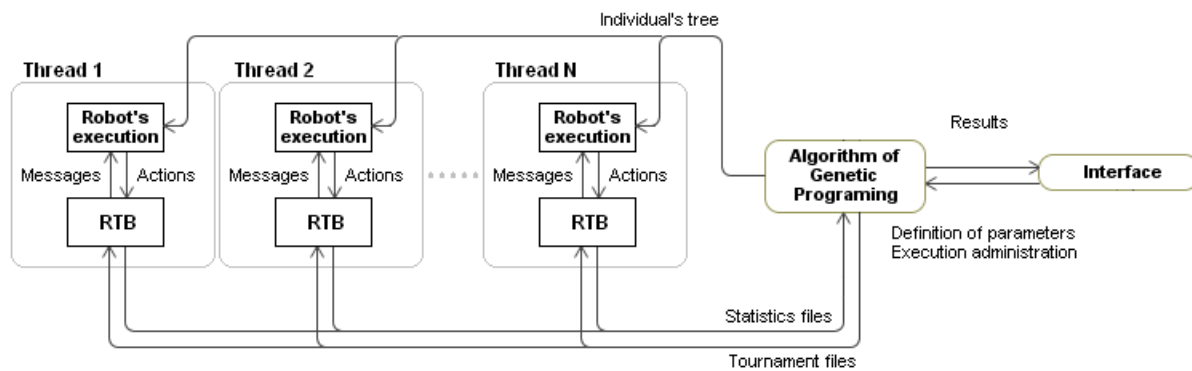 Individual's tree
Thread 1
Thread 2
Thread N
Robot's
execution
Robot's
execution
Robot's
execution
Messages
Actions
Messages
Actions
Messages
Actions
RTB
RTB
RTB
Results
Algorithm of
Genetic
Programing
Interface
Definition of parameters
Execution administration
Statistics files
Tournament files